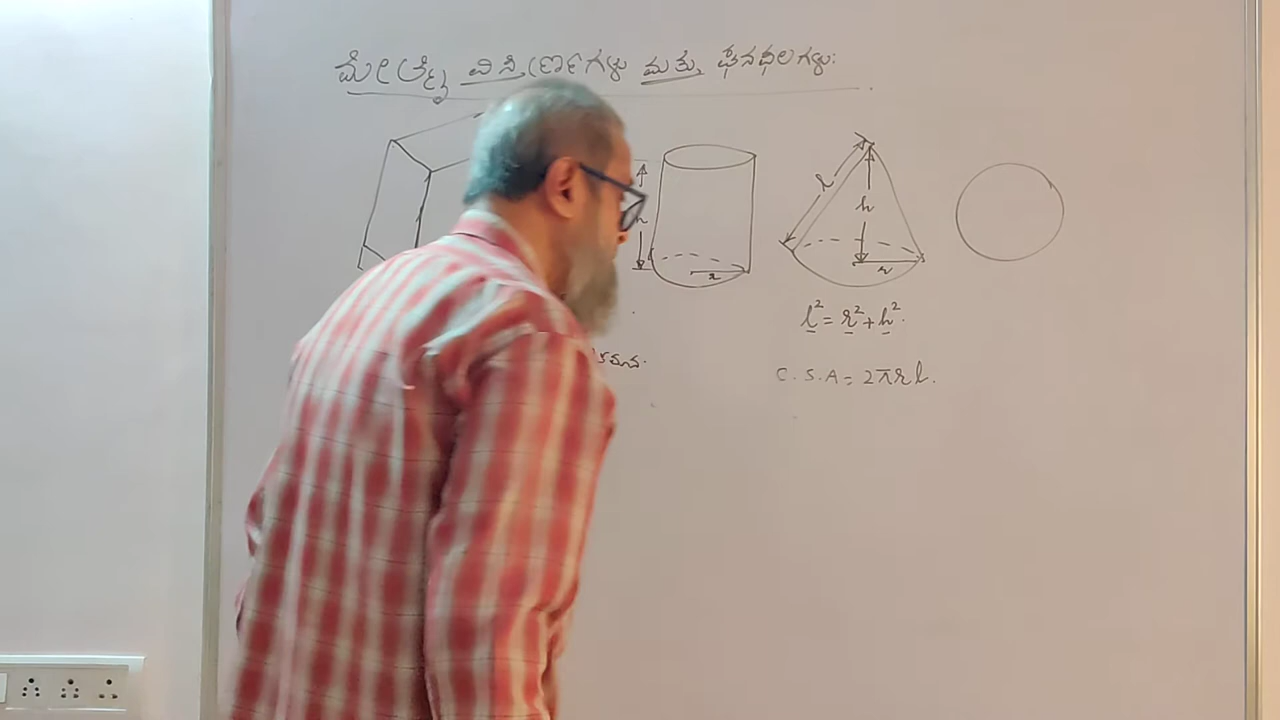 ಮೇಲ್ಮೈ ವಿಸ್ತೀರ್ಣಗಳು ಮತ್ತು ಘನಫಲಗಳು:
h
r
l
h
r
l² = r² + h².
C.S.A = 2πrl.